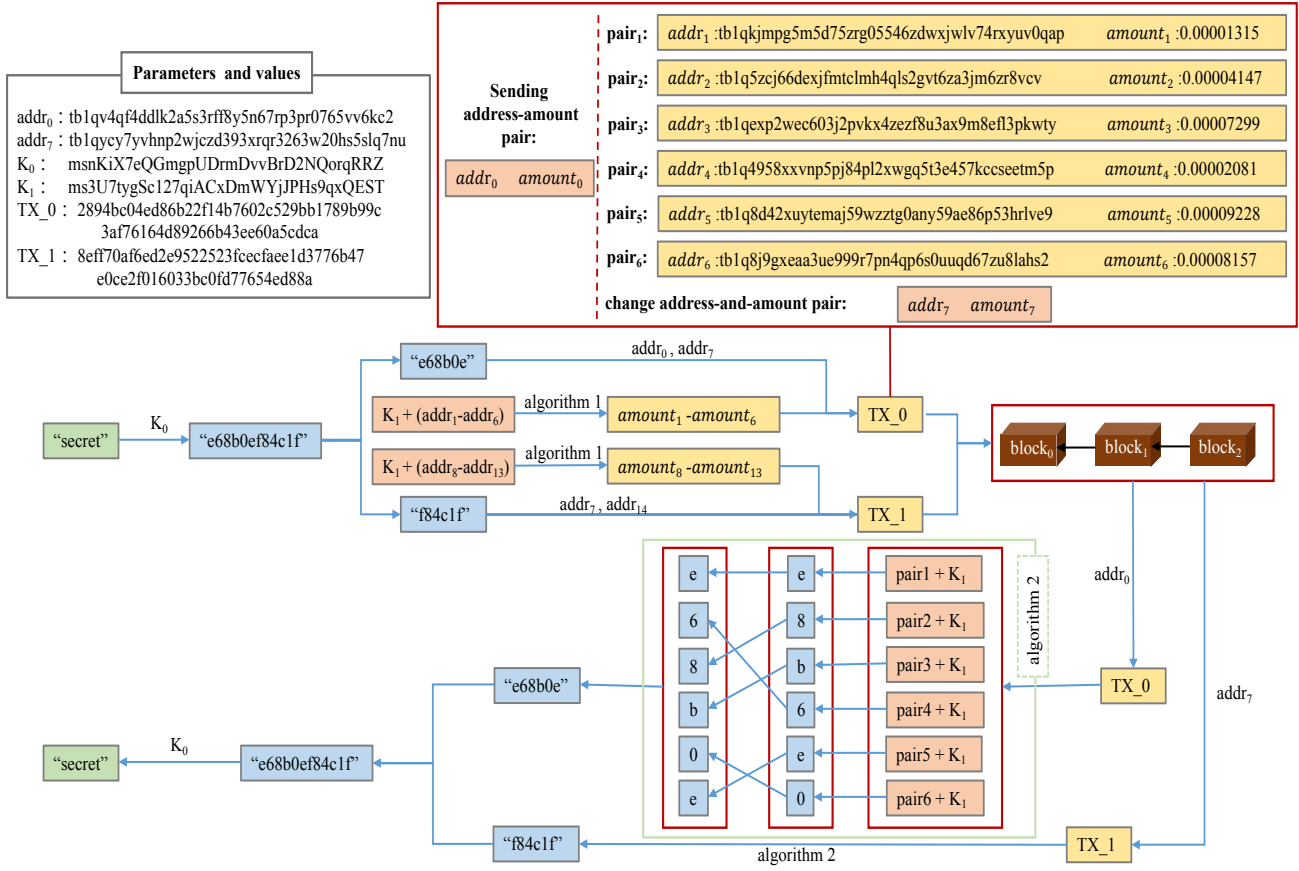 Parameters and values
addr₀ : tb1qv4qf4ddlk2a5s3rff8y5n67rp3pr0765vv6kc2
addr₇ : tb1qycy7yvhnp2wjczd393xrqr3263w20hs5slq7nu
K₀ : msnKiX7eQGmgpUDrmDvvBrD2NQorqRRZ
K₁ : ms3U7tygSc127qiACxDmWYjJPHs9qxQEST
TX_0 : 2894bc04ed86b22f14b7602c529bb1789b99c
3af76164d89266b43ee60a5cdca
TX_1 : 8eff70af6ed2e9522523fcecfaee1d3776b47
e0ce2f016033bc0fd77654ed88a
Sending
address-amount
pair:
addr₀ amount₀
pair₁: addr₁ :tb1qkjmpg5m5d75zrg05546zdwxjwlv74rxyuv0qap amount₁ :0.00001315
pair₂: addr₂ :tb1q5zcj66dexjfmtclmh4qls2gvt6za3jm6zr8vcv amount₂ :0.00004147
pair₃: addr₃ :tb1qexp2wec603j2pvkx4zezf8u3ax9m8efl3pkwty amount₃ :0.00007299
pair₄: addr₄ :tb1q4958xxvnp5pj84pl2xwgq5t3e457kccseetm5p amount₄ :0.00002081
pair₅: addr₅ :tb1q8d42xuytemaj59wzztg0any59ae86p53hrlve9 amount₅ :0.00009228
pair₆: addr₆ :tb1q8j9gxeaa3ue999r7pn4qp6s0uuqd67zu8lahs2 amount₆ :0.00008157
change address-and-amount pair: addr₇ amount₇
“secret”
K₀
“e68b0ef84c1f”
“e68b0e”
addr₀ , addr₇
K₁ + (addr₁-addr₆)
algorithm 1
amount₁ -amount₆
TX_0
K₁ + (addr₈-addr₁₃)
algorithm 1
amount₈ -amount₁₃
“f84c1f”
addr₇ , addr₁₄
TX_1
block₀
block₁
block₂
addr₀
addr₇
TX_0
algorithm 2
e e pair1 + K₁
6 8 pair2 + K₁
8 b pair3 + K₁
b 6 pair4 + K₁
0 e pair5 + K₁
e 0 pair6 + K₁
“e68b0e”
“secret”
K₀
“e68b0ef84c1f”
“f84c1f”
algorithm 2
TX_1